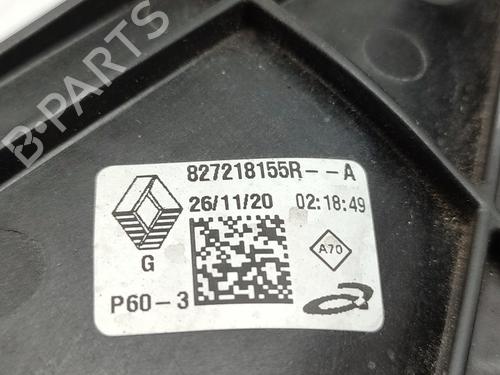 B-PARTS
827218155R--A
26/11/20 02:18:49
A70
G
P60-3